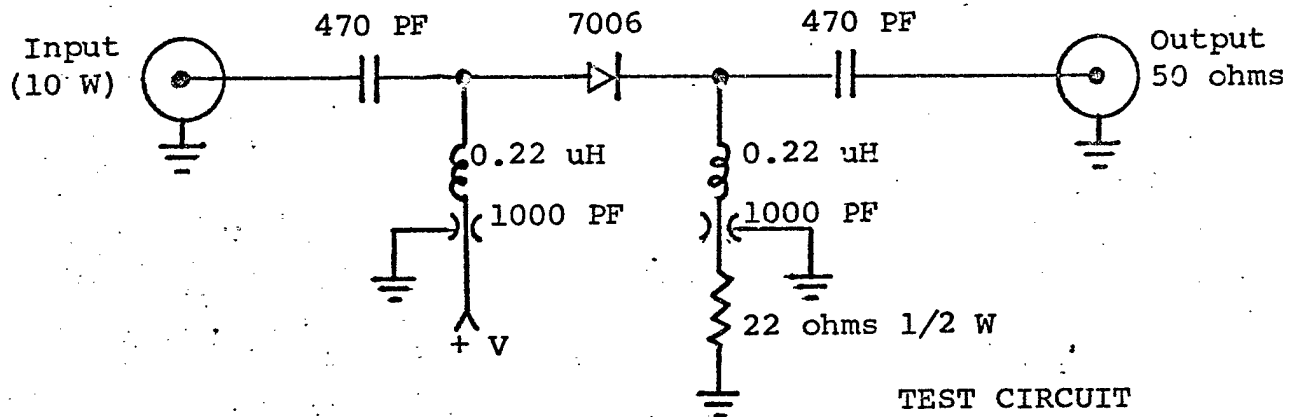 470 PF
7006
470 PF
Input
(10 W)
Output
50 ohms
0.22 uH
0.22 uH
1000 PF
1000 PF
22 ohms 1/2 W
+ V
TEST CIRCUIT